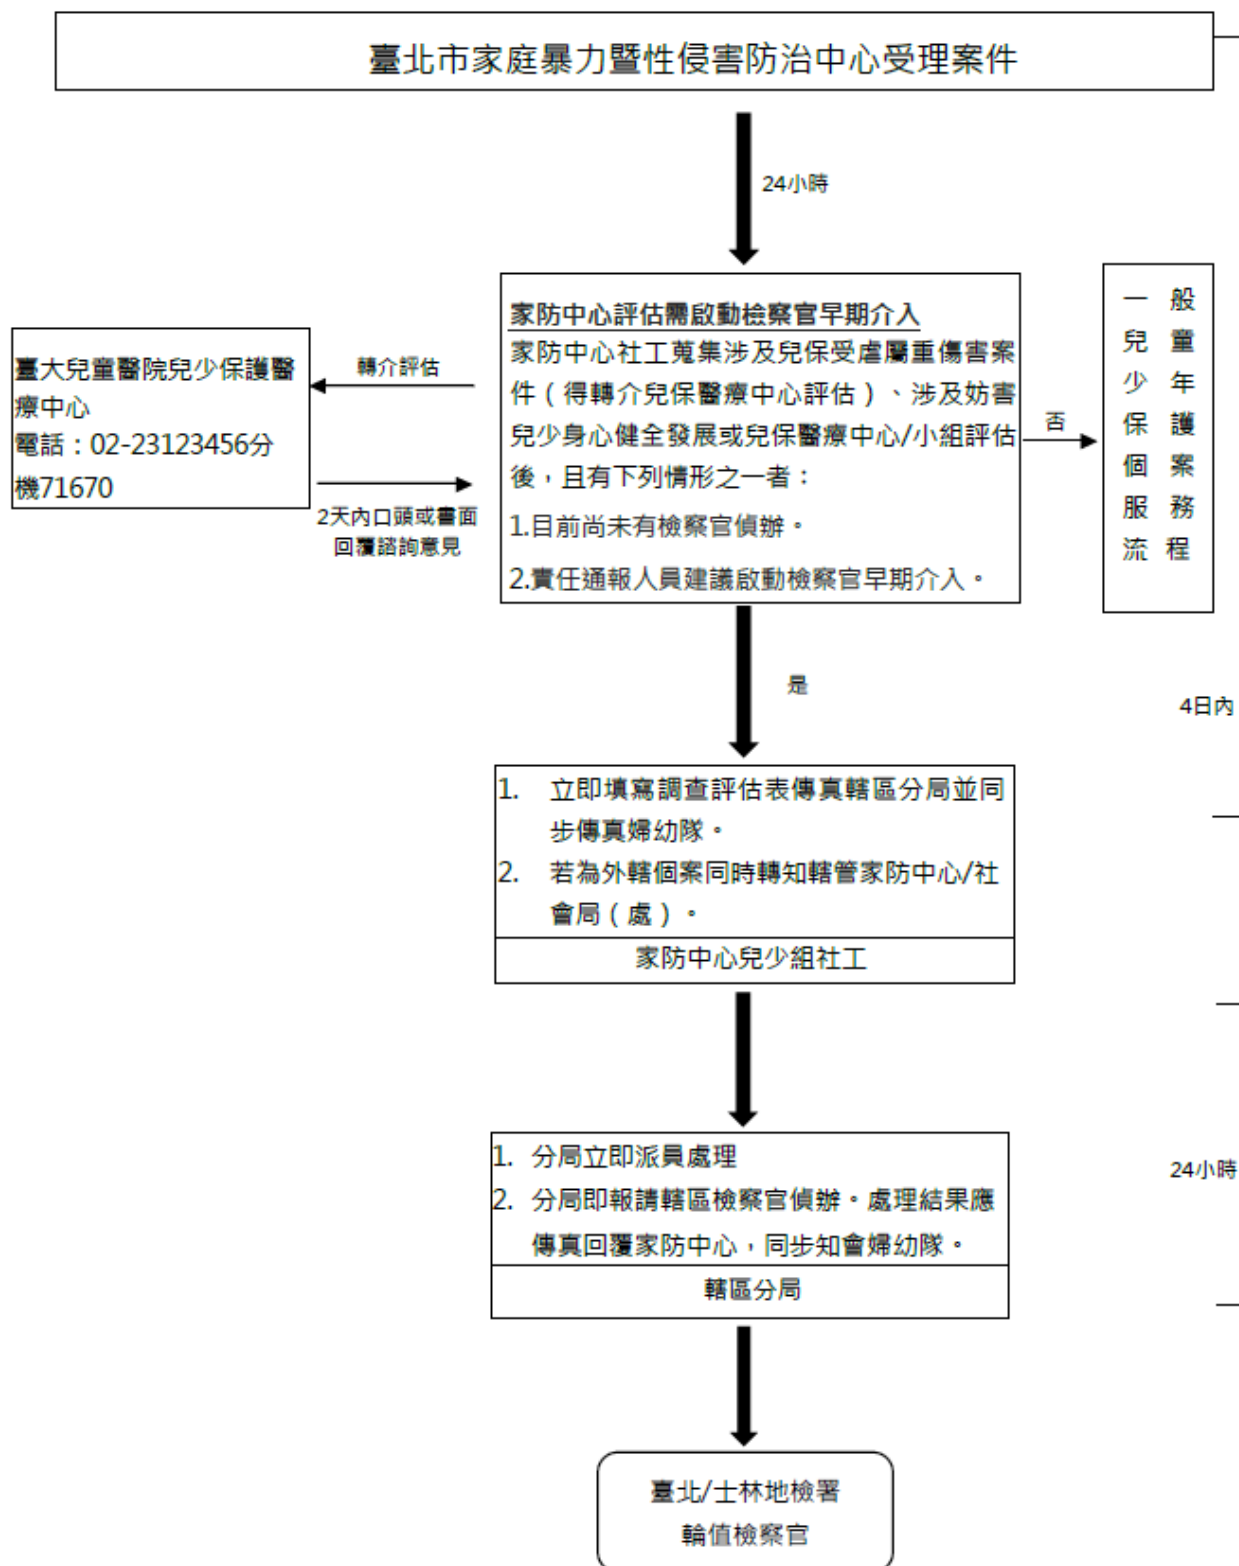 臺北市家庭暴力暨性侵害防治中心受理案件
24小時
家防中心評估需啟動檢察官早期介入
家防中心社工蒐集涉及兒保受虐屬重傷害案
件（得轉介兒保醫療中心評估）、涉及妨害
兒少身心健全發展或兒保醫療中心/小組評估
後，且有下列情形之一者：
1.目前尚未有檢察官偵辦。
2.責任通報人員建議啟動檢察官早期介入。
轉介評估
臺大兒童醫院兒少保護醫
療中心
電話：02-23123456分
機71670
2天內口頭或書面
回覆諮詢意見
否
一般
兒童
少年
保護
個案
服務
流程
是
4日內
1. 立即填寫調查評估表傳真轄區分局並同
步傳真婦幼隊。
2. 若為外轄個案同時轉知轄管家防中心/社
會局（處）。
家防中心兒少組社工
1. 分局立即派員處理
2. 分局即報請轄區檢察官偵辦。處理結果應
傳真回覆家防中心，同步知會婦幼隊。
轄區分局
24小時
臺北/士林地檢署
輪值檢察官